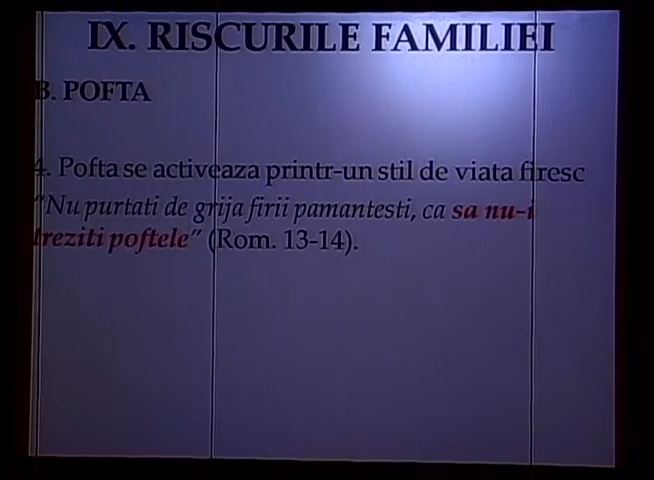 IX. RISCURILE FAMILIEI
B. POFTA
4. Pofta se activeaza printr-un stil de viata firesc
"Nu purtati de grija firii pamantesti, ca sa nu-i
treziti poftele" (Rom. 13-14).